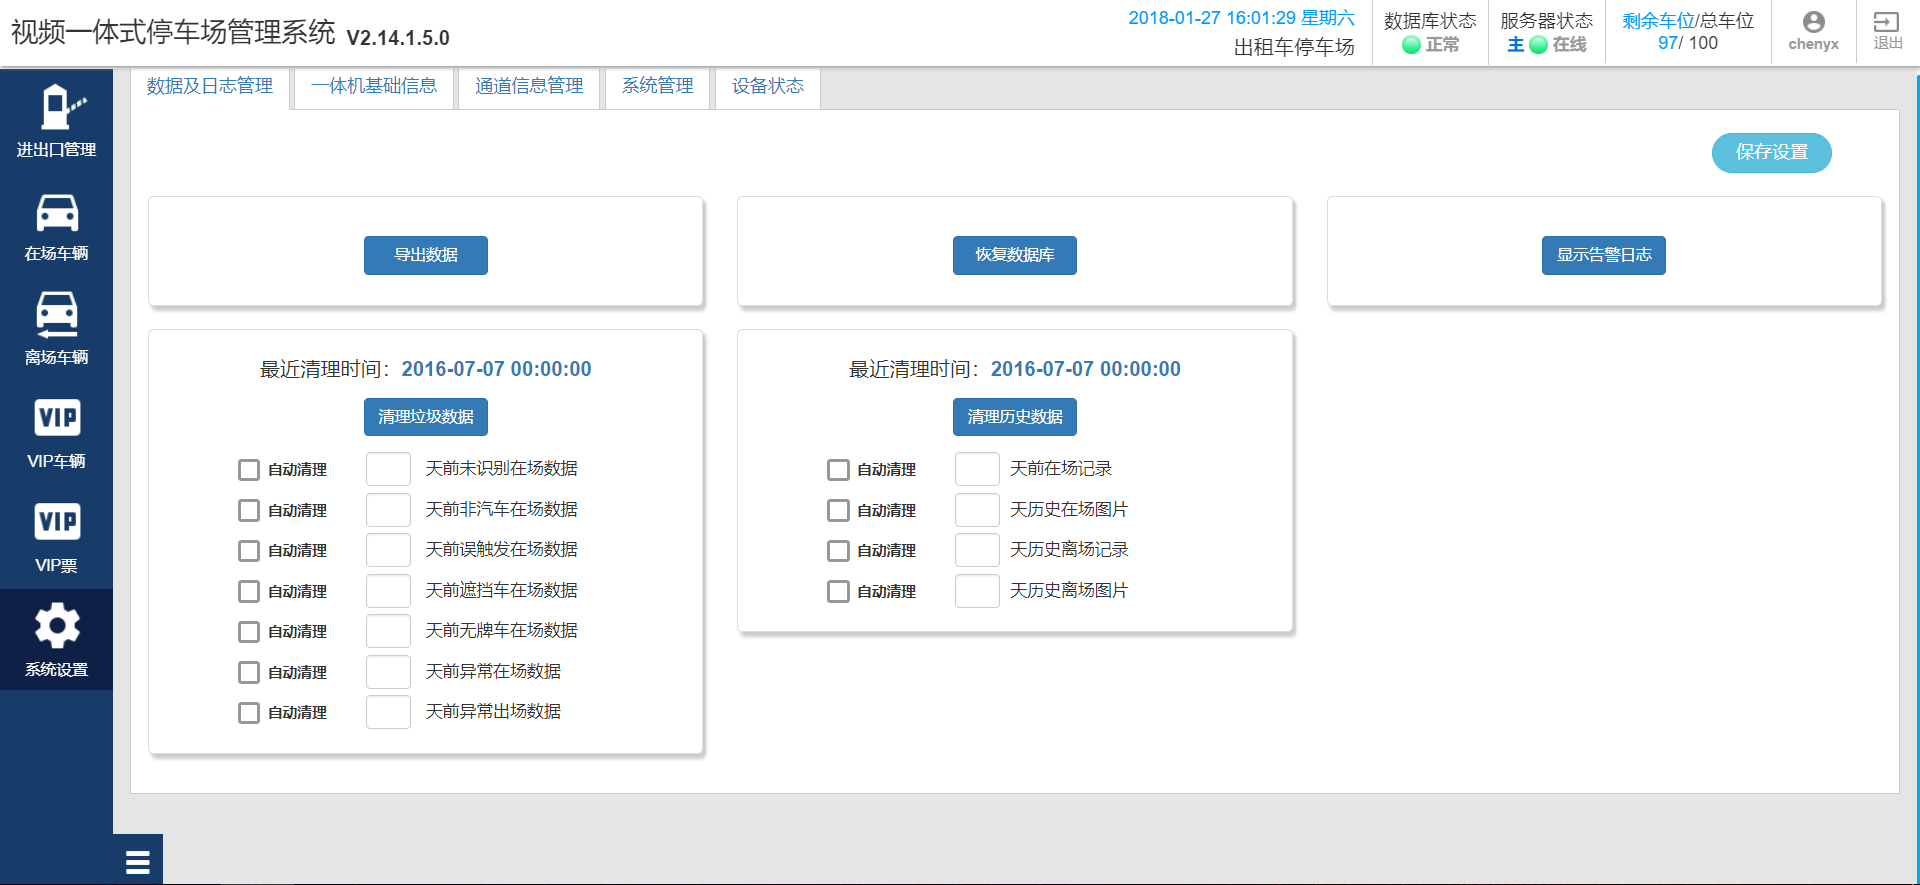 视频一体式停车场管理系统 V2.14.1.5.0
2018-01-27 16:01:29 星期六
出租车停车场
数据库状态
正常
服务器状态
主 在线
剩余车位/总车位
97/ 100
chenyx
退出
进出口管理
在场车辆
离场车辆
VIP
VIP车辆
VIP
VIP票
系统设置
数据及日志管理
一体机基础信息
通道信息管理
系统管理
设备状态
保存设置
导出数据
恢复数据库
显示告警日志
最近清理时间：2016-07-07 00:00:00
清理垃圾数据
自动清理 天前未识别在场数据
自动清理 天前非汽车在场数据
自动清理 天前误触发在场数据
自动清理 天前遮挡车在场数据
自动清理 天前无牌车在场数据
自动清理 天前异常在场数据
自动清理 天前异常出场数据
最近清理时间：2016-07-07 00:00:00
清理历史数据
自动清理 天前在场记录
自动清理 天历史在场图片
自动清理 天历史离场记录
自动清理 天历史离场图片